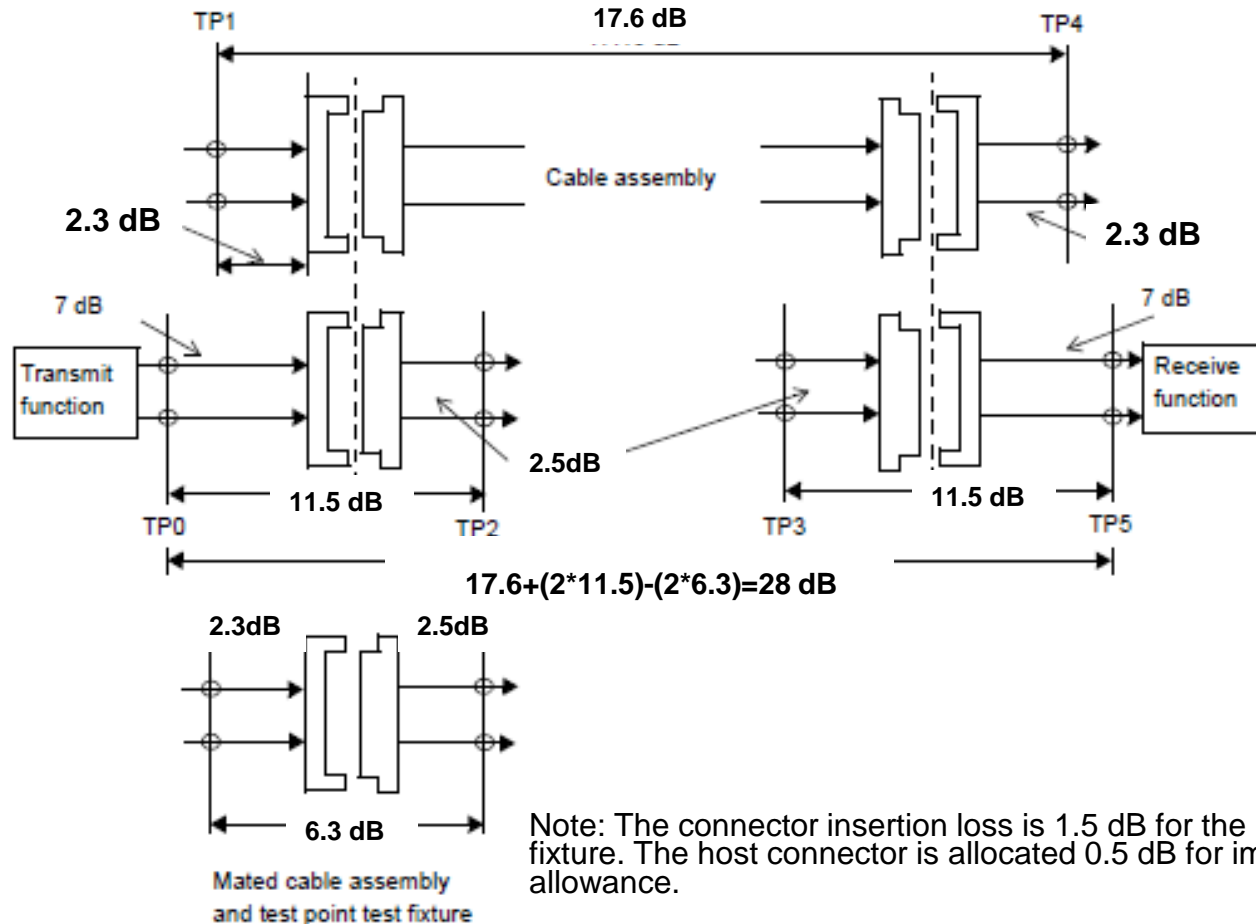 TP1
17.6 dB
TP4
Cable assembly
2.3 dB
2.3 dB
7 dB
7 dB
Transmit
function
Receive
function
2.5dB
11.5 dB
11.5 dB
TP0
TP2
TP3
TP5
17.6+(2*11.5)-(2*6.3)=28 dB
2.3dB
2.5dB
6.3 dB
Mated cable assembly
and test point test fixture
Note: The connector insertion loss is 1.5 dB for the
fixture. The host connector is allocated 0.5 dB for
allowance.